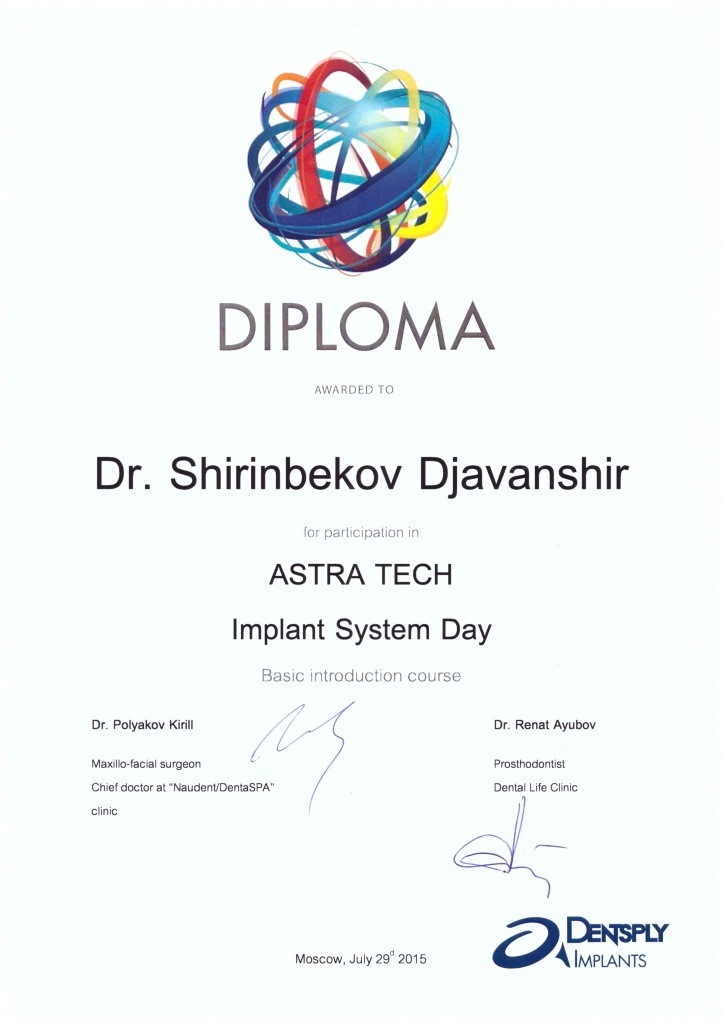 DIPLOMA
AWARDED TO
Dr. Shirinbekov Djavanshir
for participation in
ASTRA TECH
Implant System Day
Basic introduction course
Dr. Polyakov Kirill
Maxillo-facial surgeon
Chief doctor at "Naudent/DentaSPA"
clinic
Dr. Renat Ayubov
Prosthodontist
Dental Life Clinic
Moscow, July 29d 2015
DENTSPLY
IMPLANTS